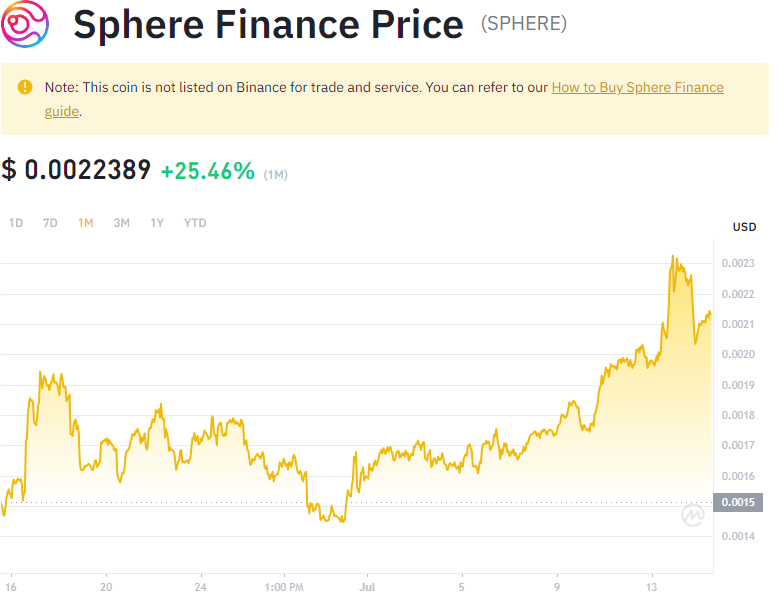 Sphere Finance Price (SPHERE)
Note: This coin is not listed on Binance for trade and service. You can refer to our How to Buy Sphere Finance
guide.
$ 0.0022389 +25.46% (1M)
1D 7D 1M 3M 1Y YTD
USD
0.0023
0.0022
0.0021
0.0020
0.0019
0.0018
0.0017
0.0016
0.0015
0.0014
16 20 24 1:00 PM Jul 5 9 13